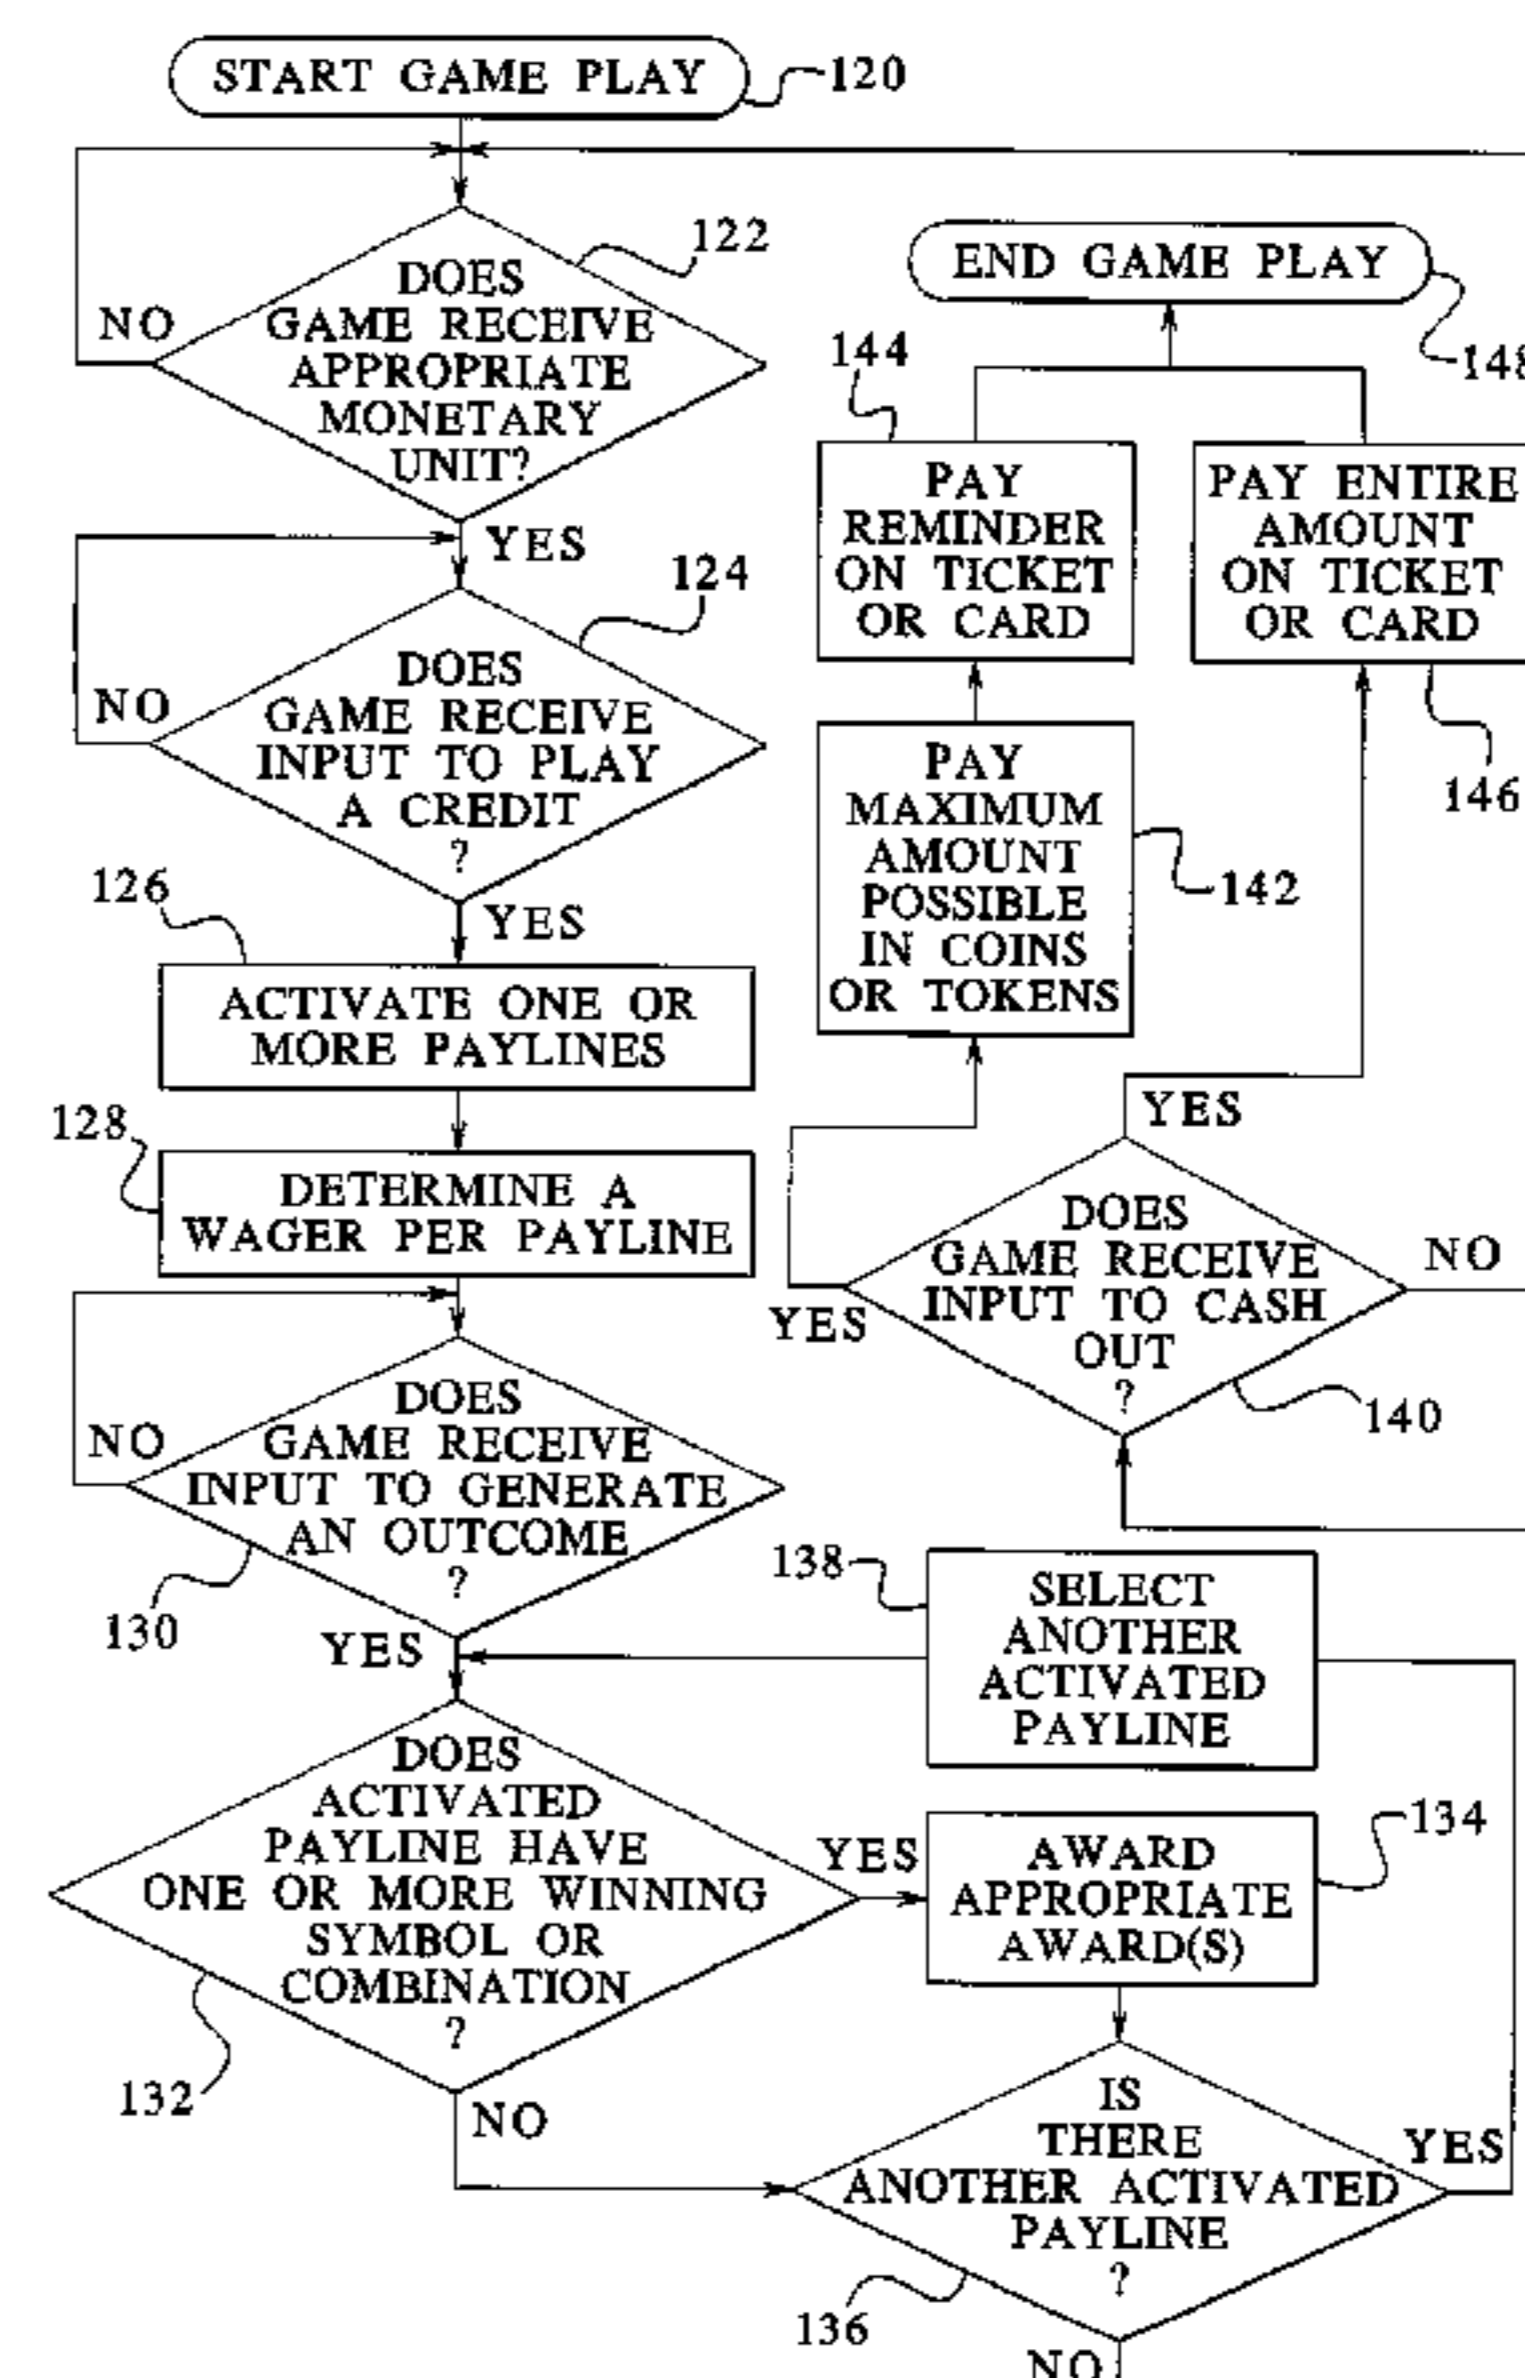 START GAME PLAY
120
122
DOES
GAME RECEIVE
APPROPRIATE
MONETARY
UNIT?
NO
YES
124
DOES
GAME RECEIVE
INPUT TO PLAY
A CREDIT
?
NO
YES
126
ACTIVATE ONE OR
MORE PAYLINES
128
DETERMINE A
WAGER PER PAYLINE
DOES
GAME RECEIVE
INPUT TO GENERATE
AN OUTCOME
?
NO
130
YES
DOES
ACTIVATED
PAYLINE HAVE
ONE OR MORE WINNING
SYMBOL OR
COMBINATION
?
132
YES
NO
END GAME PLAY
148
144
PAY
REMINDER
ON TICKET
OR CARD
PAY ENTIRE
AMOUNT
ON TICKET
OR CARD
146
PAY
MAXIMUM
AMOUNT
POSSIBLE
IN COINS
OR TOKENS
142
YES
DOES
GAME RECEIVE
INPUT TO CASH
OUT
?
YES
NO
140
138
SELECT
ANOTHER
ACTIVATED
PAYLINE
134
AWARD
APPROPRIATE
AWARD(S)
IS
THERE
ANOTHER ACTIVATED
PAYLINE
?
YES
136
NO